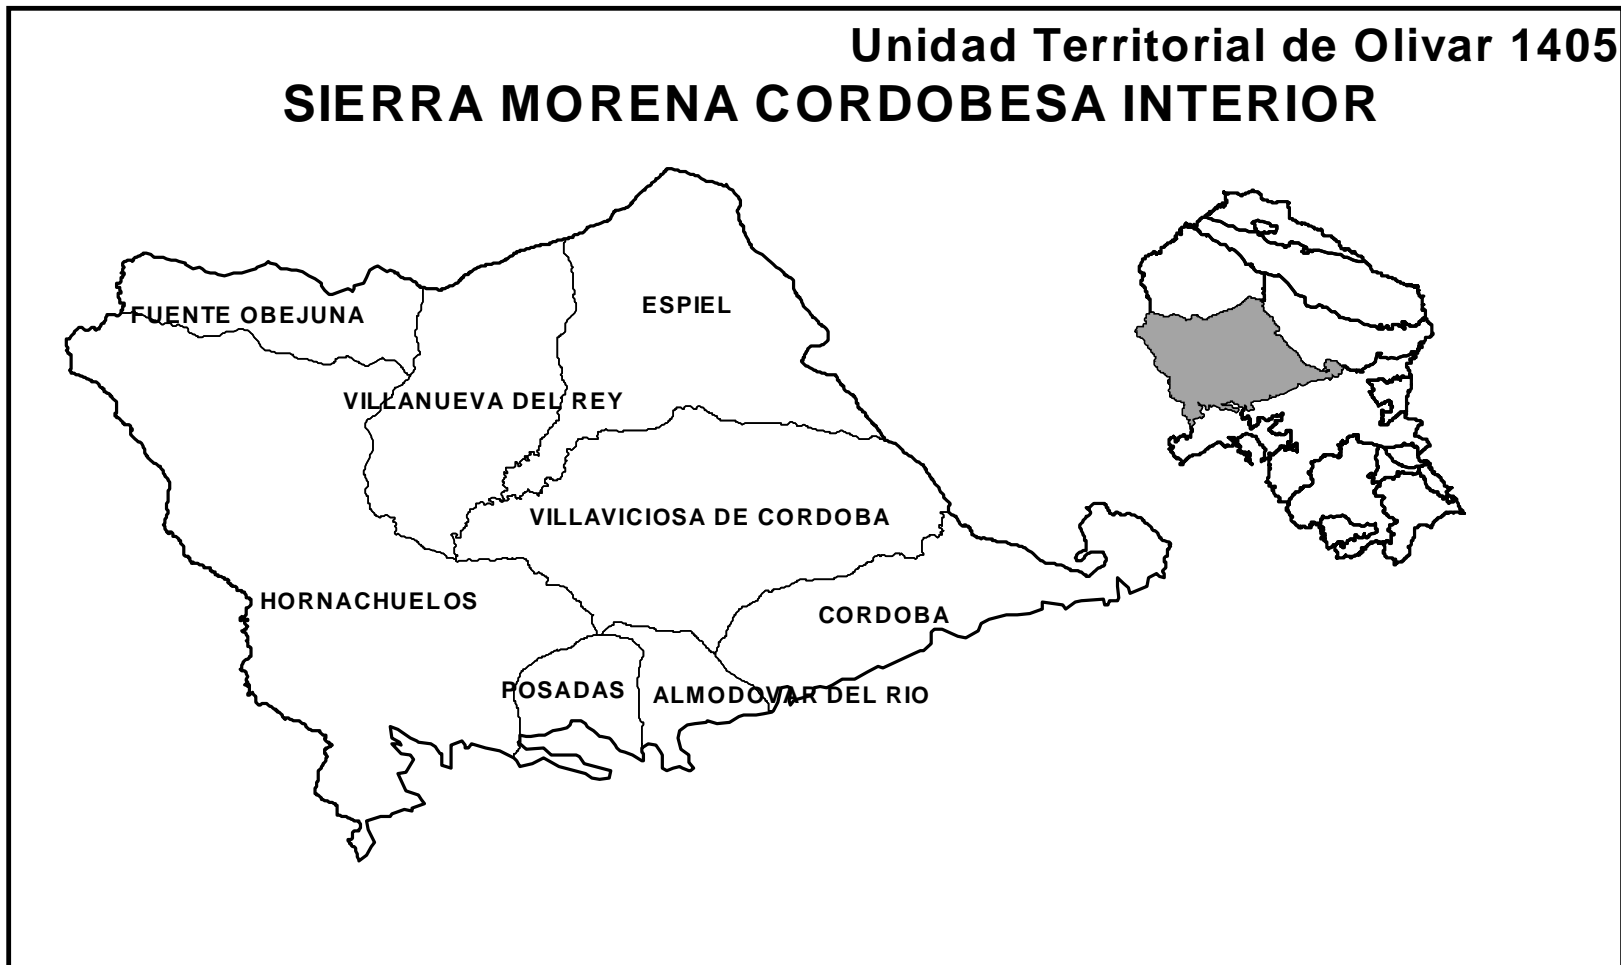 Unidad Territorial de Olivar 1405
SIERRA MORENA CORDOBESA INTERIOR
ESPIEL
FUENTE OBEJUNA
VILLANUEVA DEL REY
VILLAVICIOSA DE CORDOBA
HORNACHUELOS
CORDOBA
POSADAS
ALMODOVAR DEL RIO